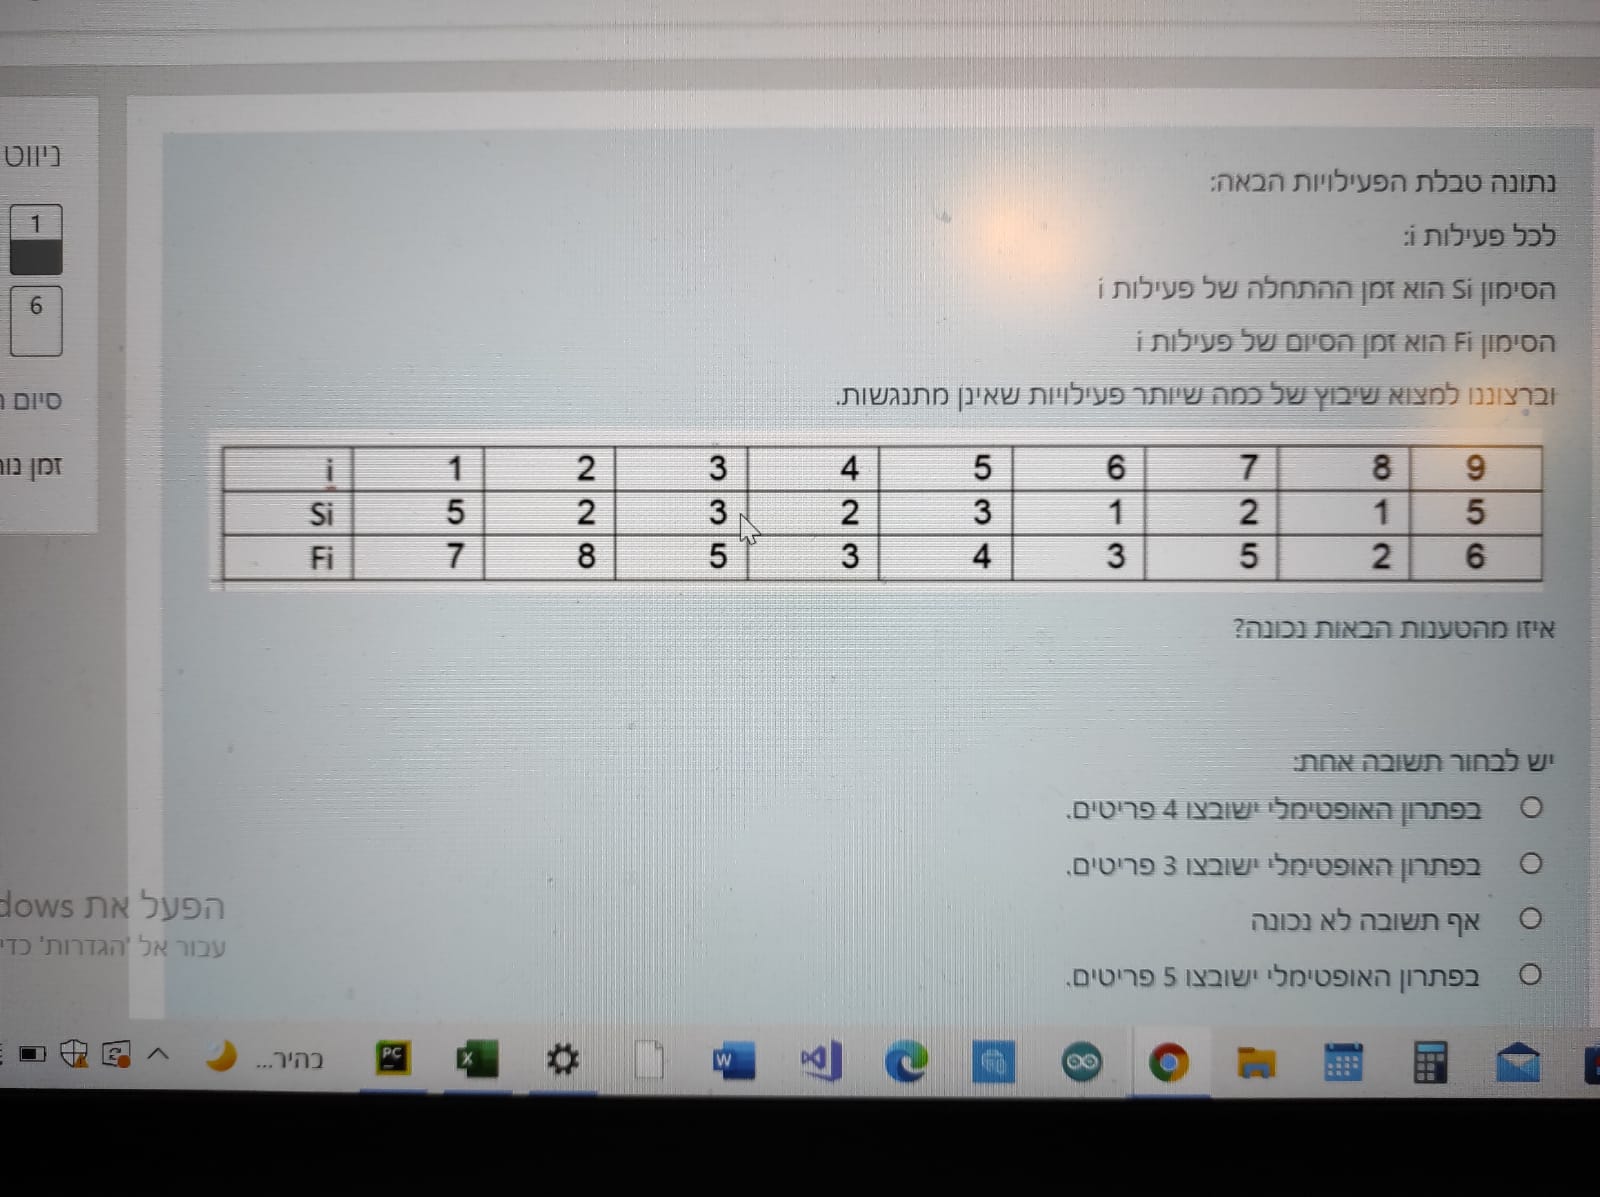 ניווט
1
6
סיום
זמן
נתונה טבלת הפעילויות הבאה:
לכל פעילות i:
הסימון Si הוא זמן ההתחלה של פעילות i
הסימון Fi הוא זמן הסיום של פעילות i
וברצוננו למצוא שיבוץ של כמה שיותר פעילויות שאינן מתנגשות.
i 1 2 3 4 5 6 7 8 9
Si 5 2 3 2 3 1 2 1 5
Fi 7 8 5 3 4 3 5 2 6
איזו מהטענות הבאות נכונה?
יש לבחור תשובה אחת:
בפתרון האופטימלי ישובצו 4 פריטים.
בפתרון האופטימלי ישובצו 3 פריטים.
אף תשובה לא נכונה
בפתרון האופטימלי ישובצו 5 פריטים.
הפעל את dows
עבור אל 'הגדרות' כדי
בהיר...
PC
X
W